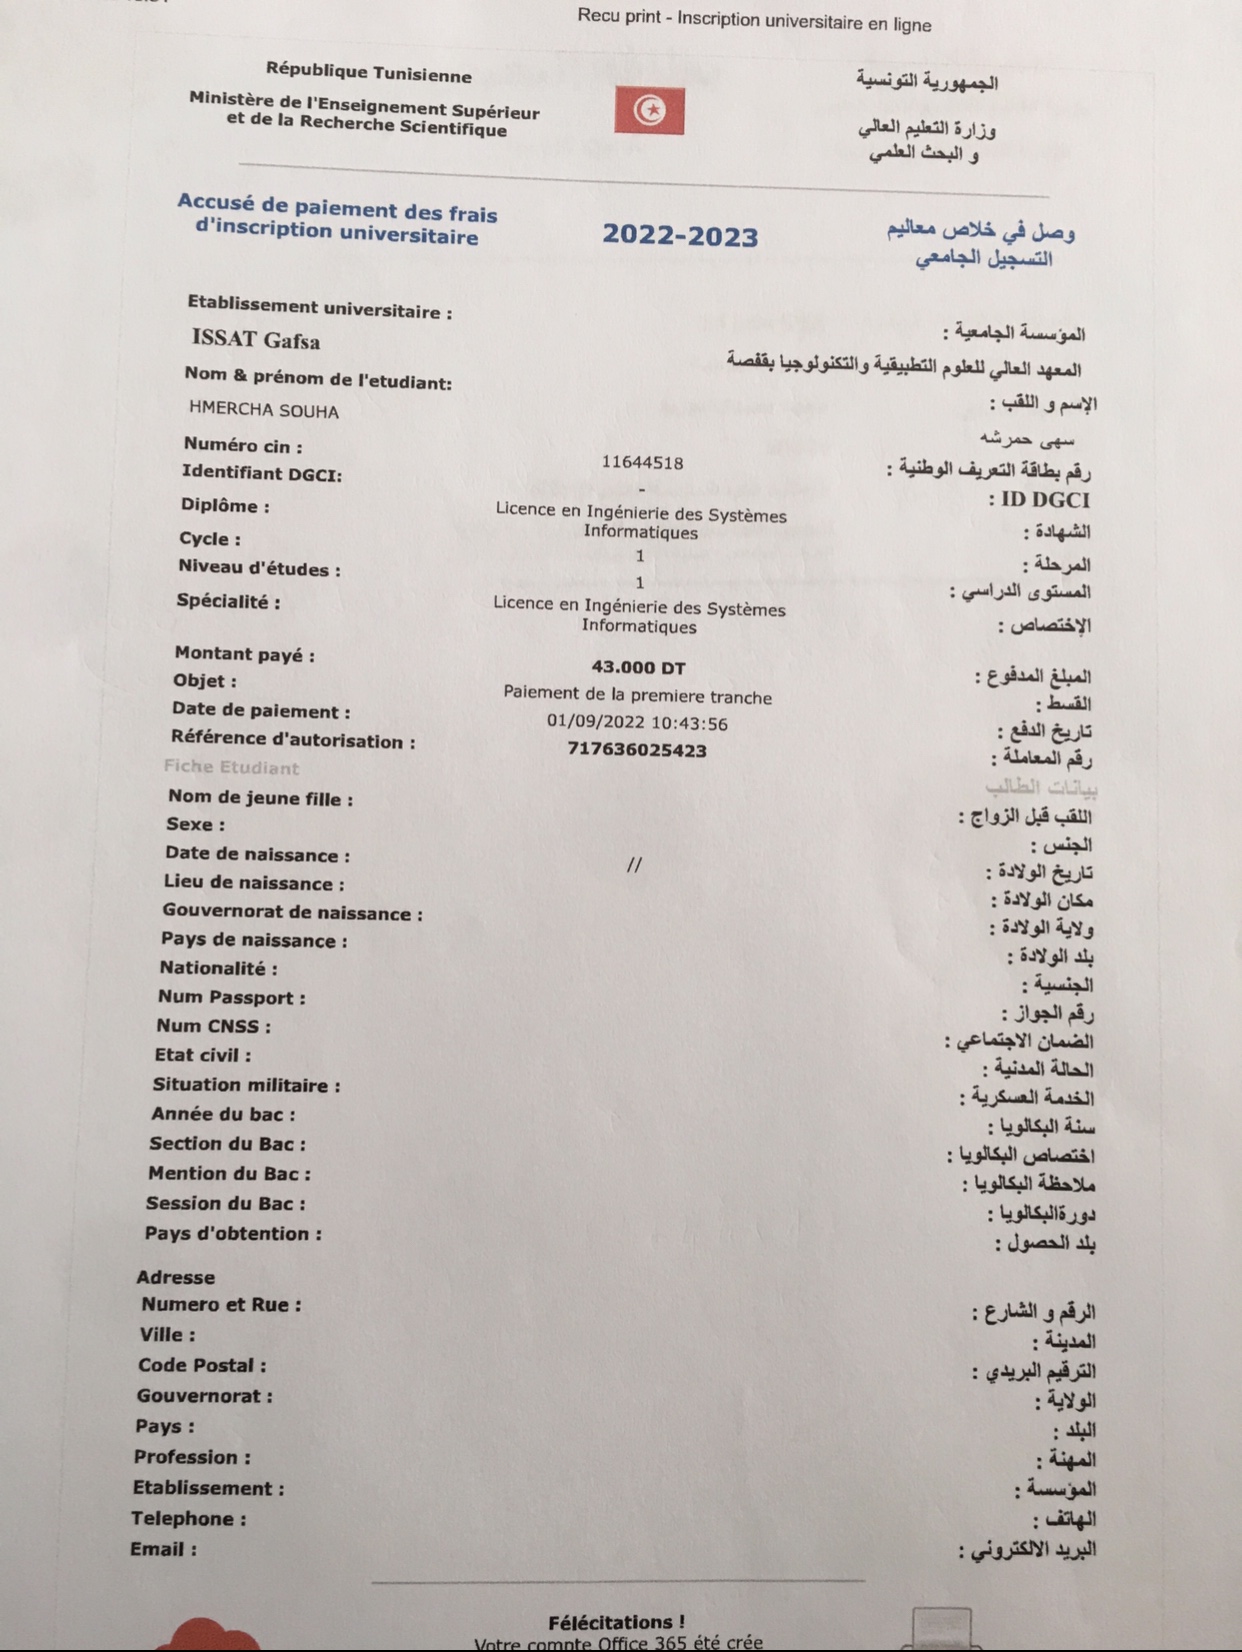 Recu print - Inscription universitaire en ligne
République Tunisienne
الجمهورية التونسية
Ministère de l'Enseignement Supérieur
et de la Recherche Scientifique
وزارة التعليم العالي
و البحث العلمي
Accusé de paiement des frais
d'inscription universitaire
2022-2023
وصل في خلاص معاليم
التسجيل الجامعي
Etablissement universitaire :
المؤسسة الجامعية :
ISSAT Gafsa
المعهد العالي للعلوم التطبيقية والتكنولوجيا بقفصة
Nom & prénom de l'etudiant:
الإسم و اللقب :
HMERCHA SOUHA
سهى حمرشه
Numéro cin :
11644518
رقم بطاقة التعريف الوطنية :
Identifiant DGCI:
-
ID DGCI :
Diplôme :
Licence en Ingénierie des Systèmes
Informatiques
الشهادة :
Cycle :
1
المرحلة :
Niveau d'études :
1
المستوى الدراسي :
Spécialité :
Licence en Ingénierie des Systèmes
Informatiques
الإختصاص :
Montant payé :
43.000 DT
المبلغ المدفوع :
Objet :
Paiement de la premiere tranche
القسط :
Date de paiement :
01/09/2022 10:43:56
تاريخ الدفع :
Référence d'autorisation :
717636025423
رقم المعاملة :
Fiche Etudiant
بيانات الطالب
Nom de jeune fille :
اللقب قبل الزواج :
Sexe :
الجنس :
Date de naissance :
//
تاريخ الولادة :
Lieu de naissance :
مكان الولادة :
Gouvernorat de naissance :
ولاية الولادة :
Pays de naissance :
بلد الولادة :
Nationalité :
الجنسية :
Num Passport :
رقم الجواز :
Num CNSS :
الضمان الاجتماعي :
Etat civil :
الحالة المدنية :
Situation militaire :
الخدمة العسكرية :
Année du bac :
سنة البكالويا :
Section du Bac :
اختصاص البكالويا :
Mention du Bac :
ملاحظة البكالويا :
Session du Bac :
دورةالبكالويا :
Pays d'obtention :
بلد الحصول :
Adresse
Numero et Rue :
الرقم و الشارع :
Ville :
المدينة :
Code Postal :
الترقيم البريدي :
Gouvernorat :
الولاية :
Pays :
البلد :
Profession :
المهنة :
Etablissement :
المؤسسة :
Telephone :
الهاتف :
Email :
البريد الالكتروني :
Félécitations !
Votre compte Office 365 été crée